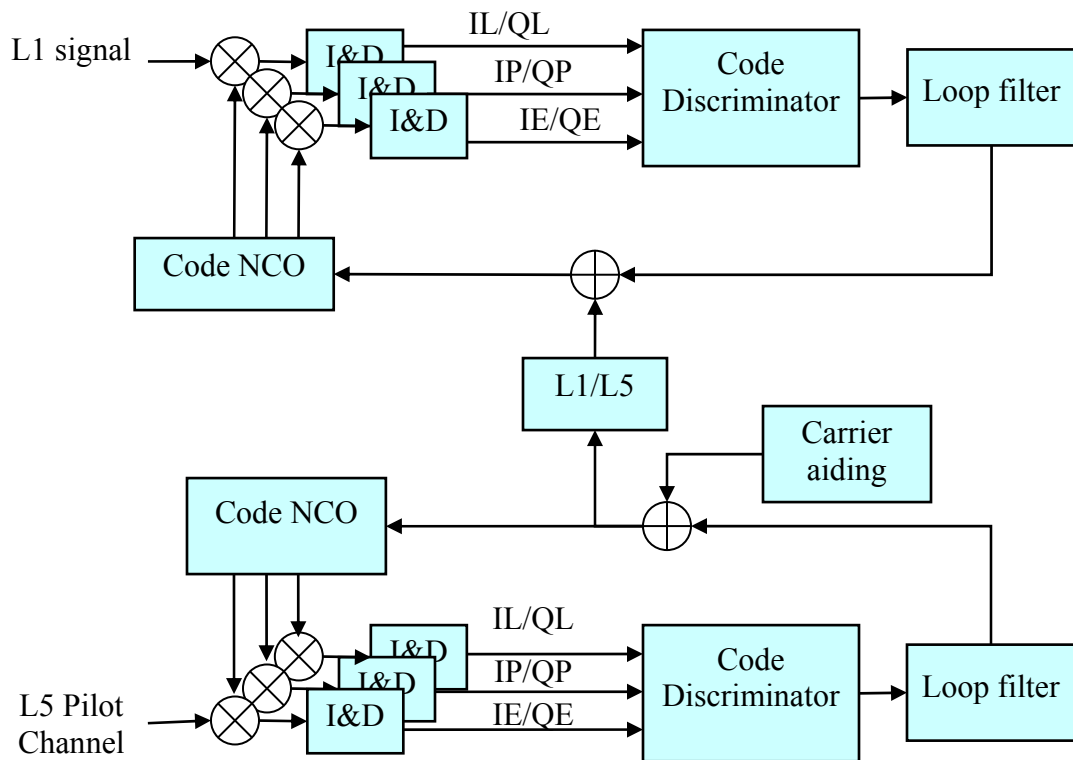 L1 signal
I&D
I&D
I&D
IL/QL
IP/QP
IE/QE
Code
Discriminator
Loop filter
Code NCO
L1/L5
Carrier
aiding
Code NCO
L5 Pilot
Channel
I&D
I&D
I&D
IL/QL
IP/QP
IE/QE
Code
Discriminator
Loop filter